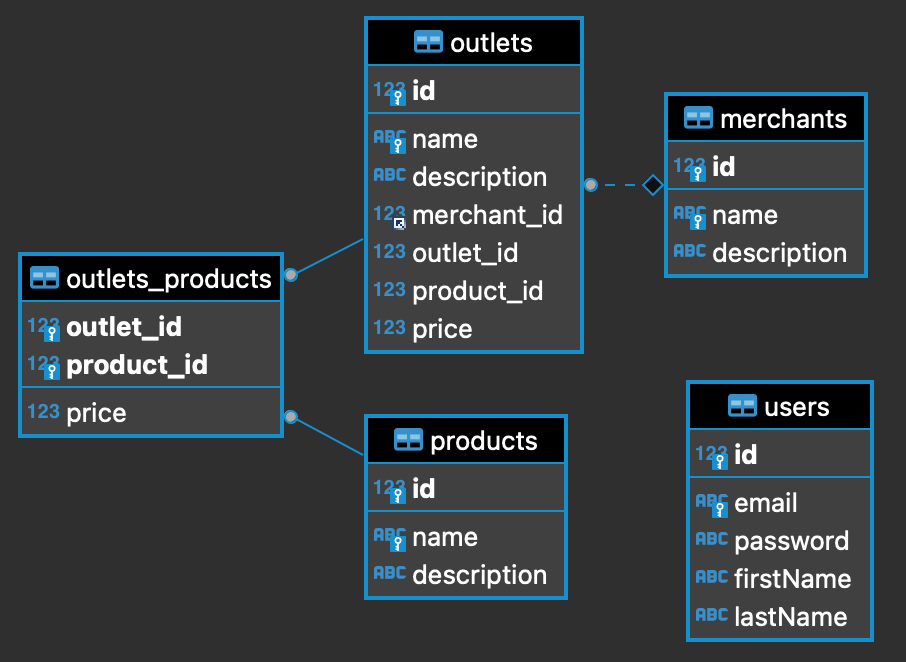 outlets
123 id
ABC name
ABC description
123 merchant_id
123 outlet_id
123 product_id
123 price
merchants
123 id
ABC name
ABC description
outlets_products
123 outlet_id
123 product_id
123 price
products
123 id
ABC name
ABC description
users
123 id
ABC email
ABC password
ABC firstName
ABC lastName